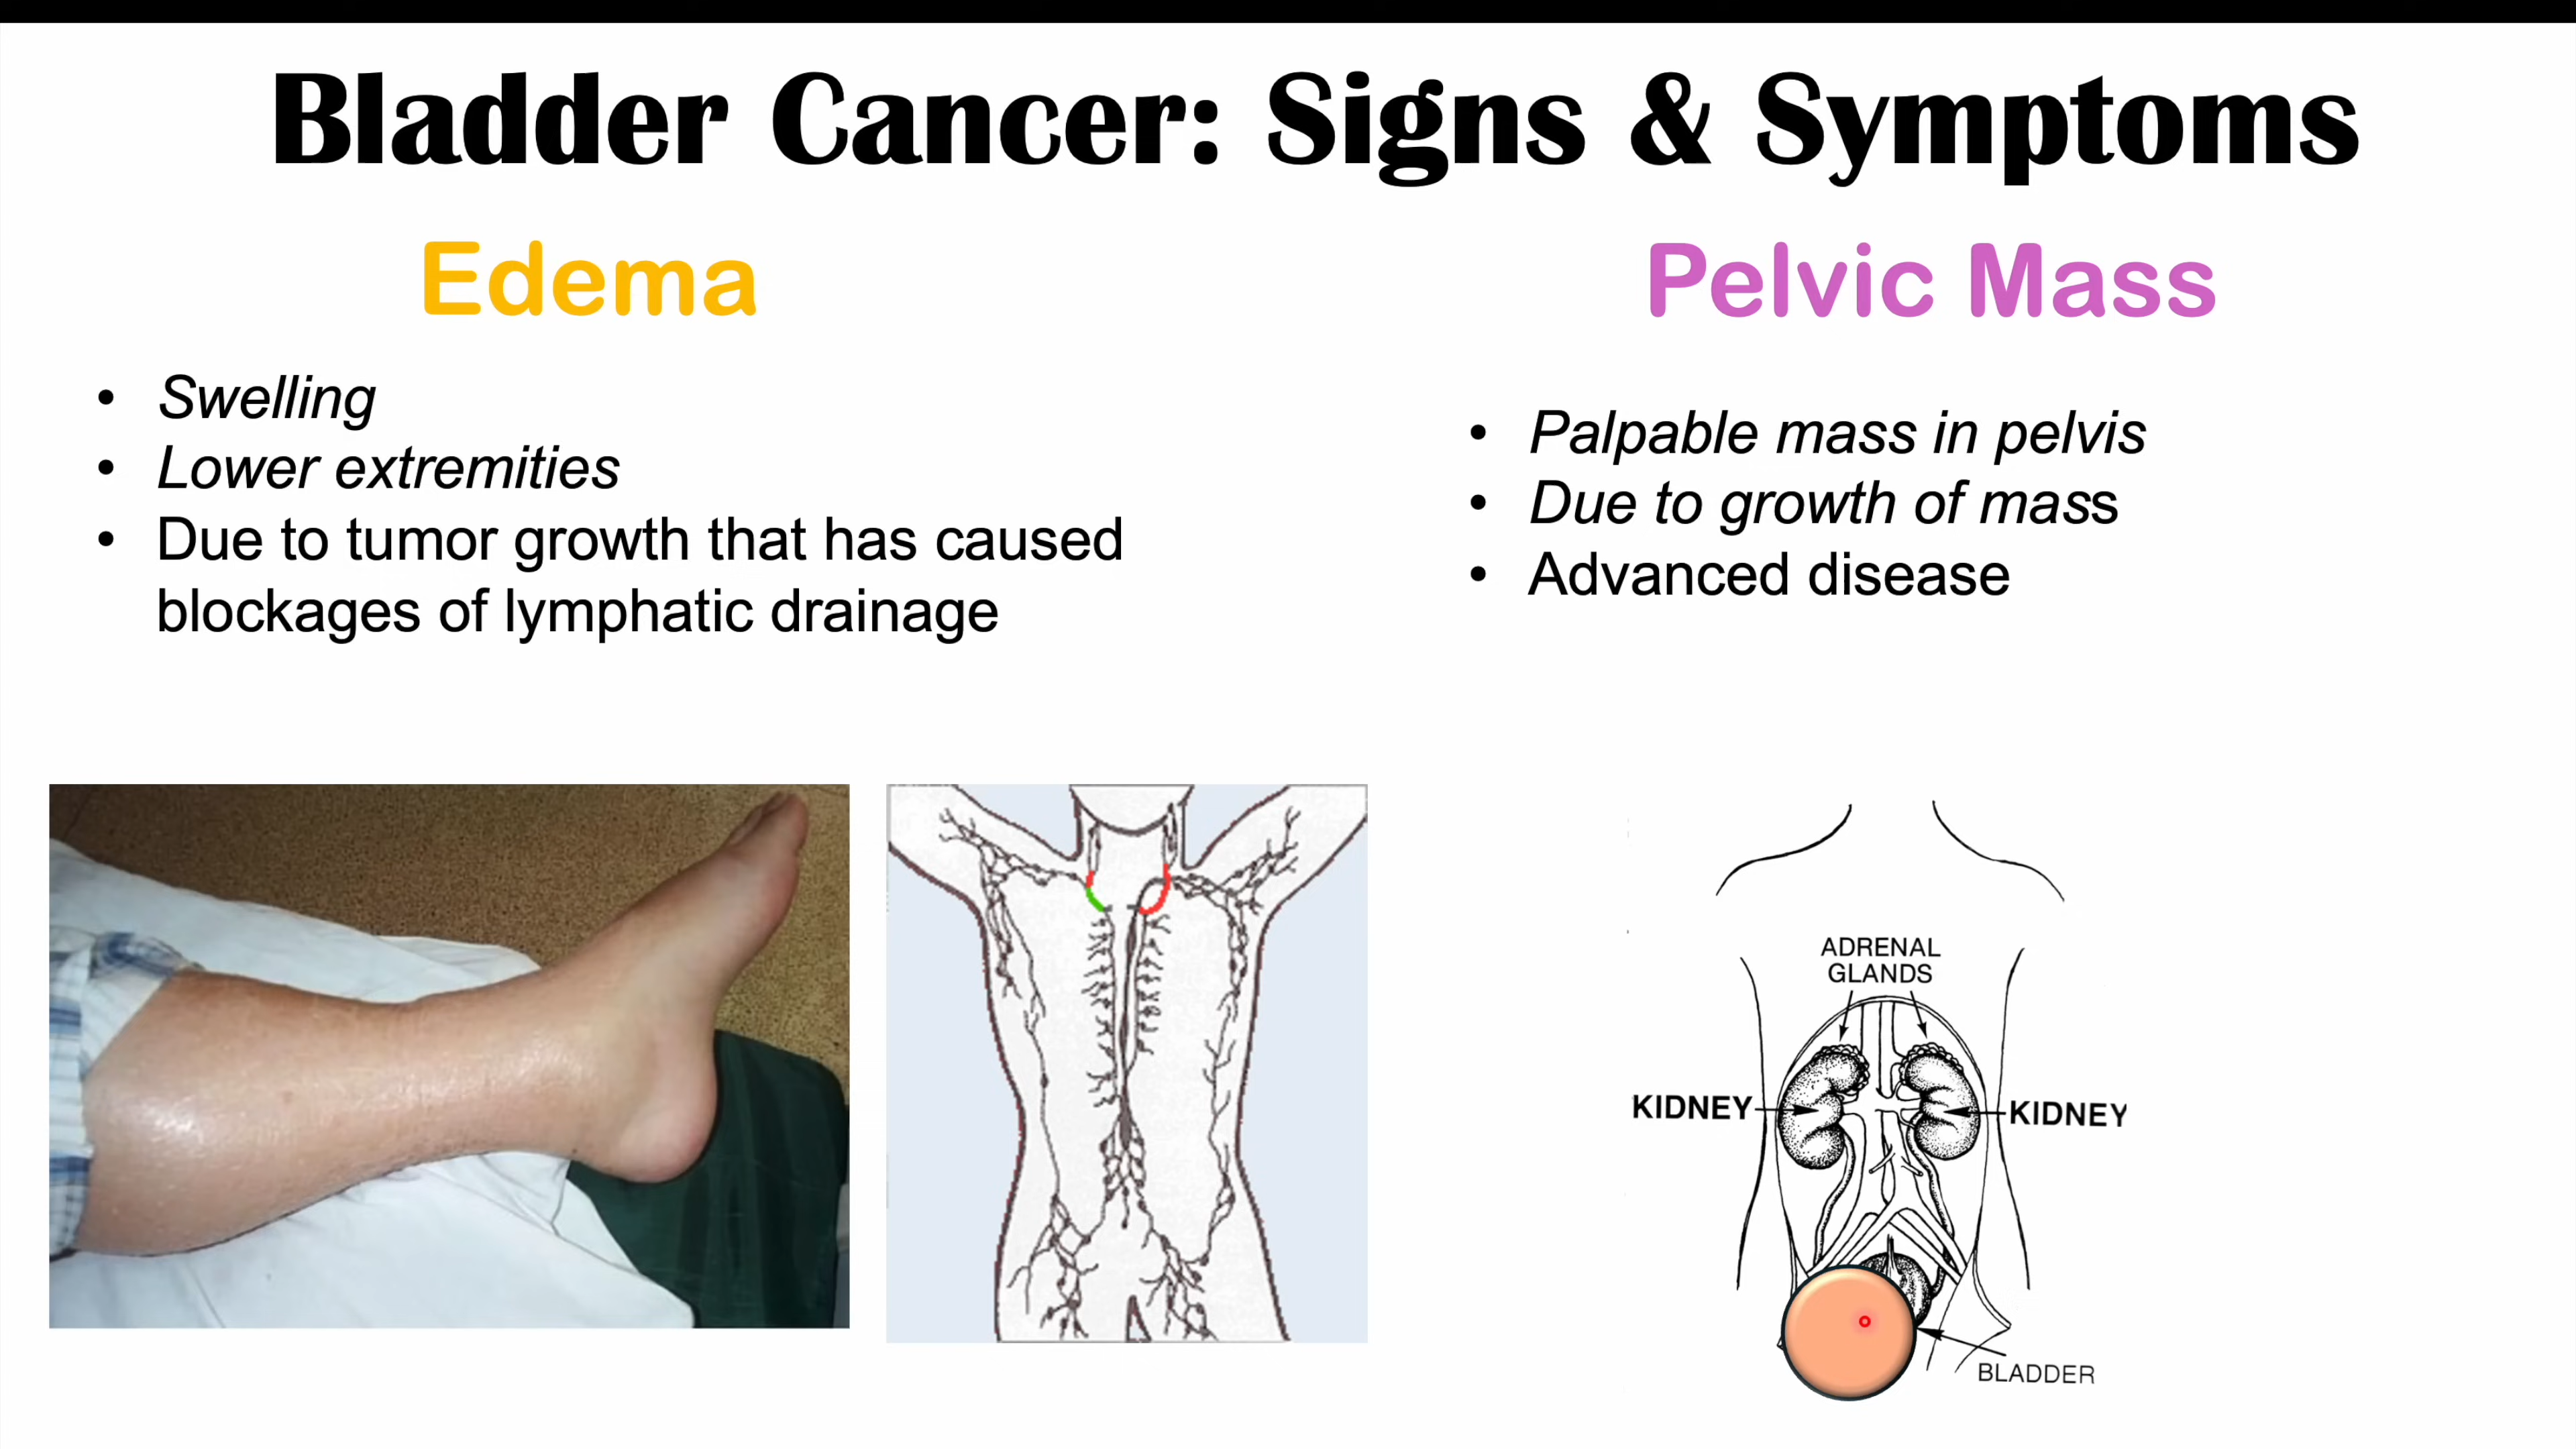 Bladder Cancer: Signs & Symptoms
Edema
• Swelling
• Lower extremities
• Due to tumor growth that has caused
blockages of lymphatic drainage
Pelvic Mass
• Palpable mass in pelvis
• Due to growth of mass
• Advanced disease
ADRENAL
GLANDS
KIDNEY
KIDNEY
BLADDER